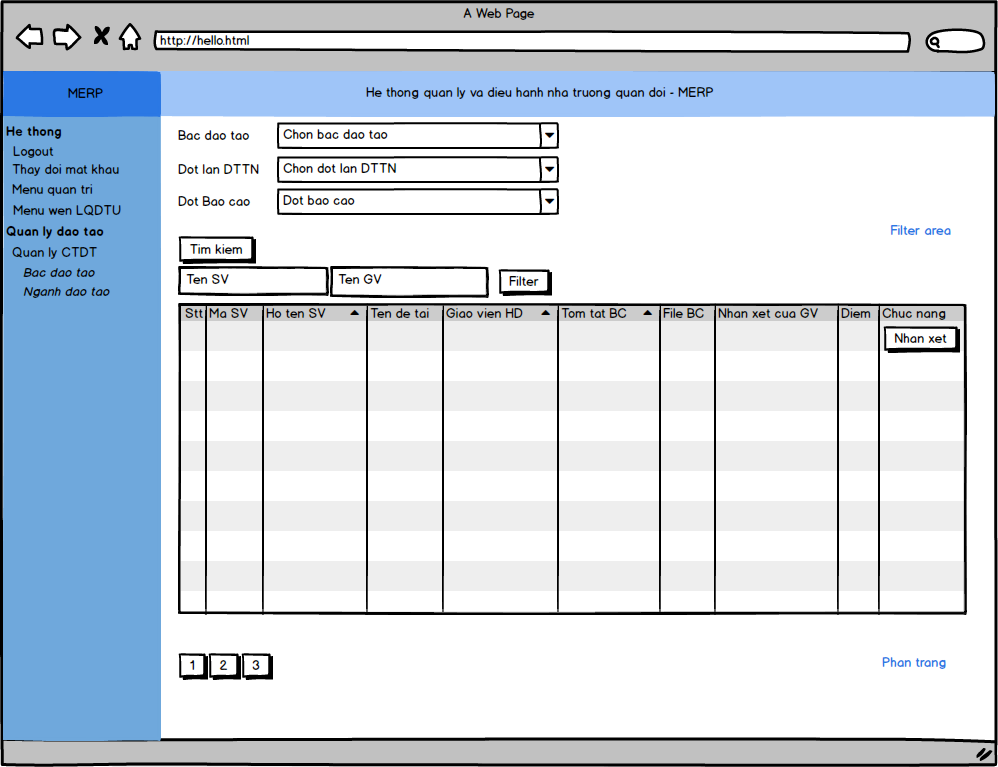 A Web Page
http://hello.html
MERP
He thong quan ly va dieu hanh nha truong quan doi - MERP
He thong
Logout
Thay doi mat khau
Menu quan tri
Menu wen LQDTU
Quan ly dao tao
Quan ly CTDT
Bac dao tao
Nganh dao tao
Bac dao tao
Chon bac dao tao
Dot lan DTTN
Chon dot lan DTTN
Dot Bao cao
Dot bao cao
Filter area
Tim kiem
Ten SV
Ten GV
Filter
Stt Ma SV Ho ten SV Ten de tai Giao vien HD Tom tat BC File BC Nhan xet cua GV Diem Chuc nang
Nhan xet
1 2 3
Phan trang